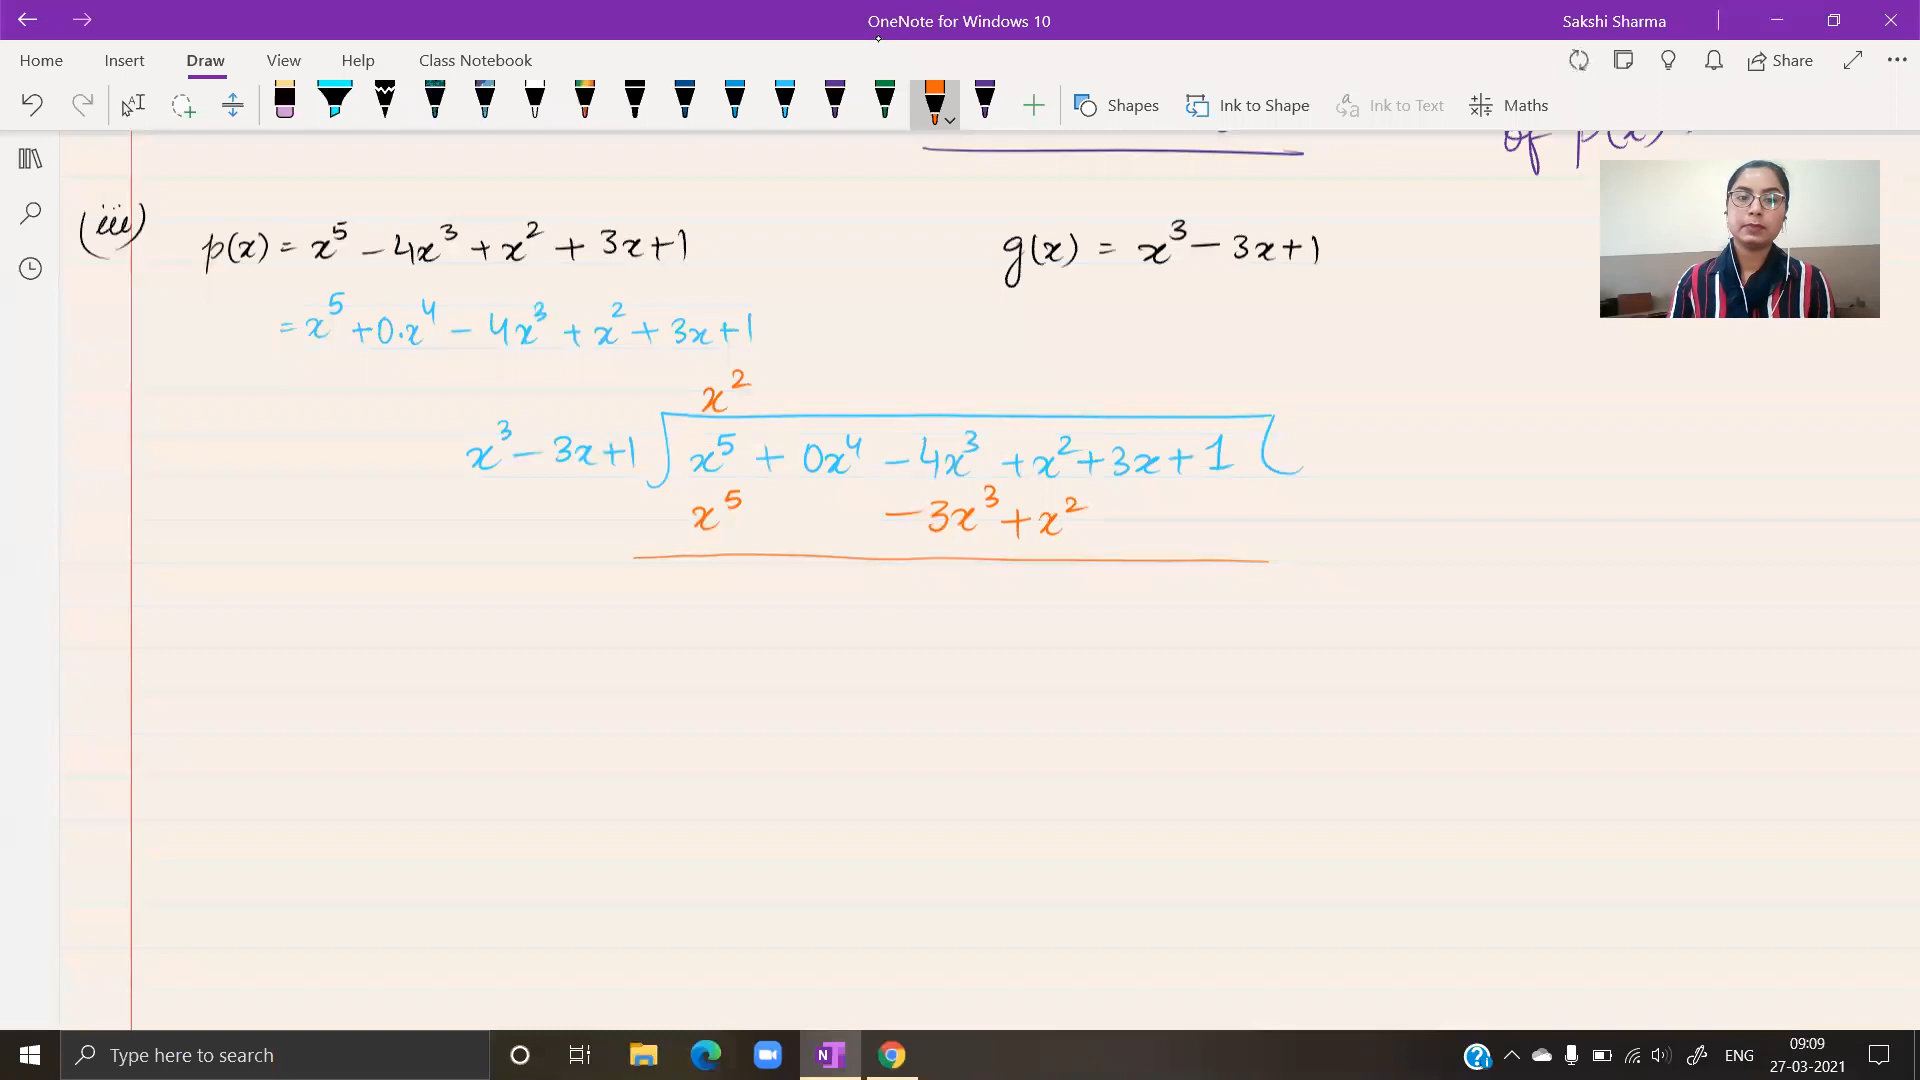 OneNote for Windows 10 Sakshi Sharma
Home Insert Draw View Help Class Notebook Share
Shapes Ink to Shape Ink to Text Maths
of p(x).
(iii) p(x) = x⁵ - 4x³ + x² + 3x+1 g(x) = x³ - 3x+1
= x⁵ + 0.x⁴ - 4x³ + x² + 3x+1
x²
x³ - 3x+1 ) x⁵ + 0x⁴ - 4x³ + x² + 3x + 1 (
x⁵ - 3x³ + x²
Type here to search N ENG 09:09
27-03-2021